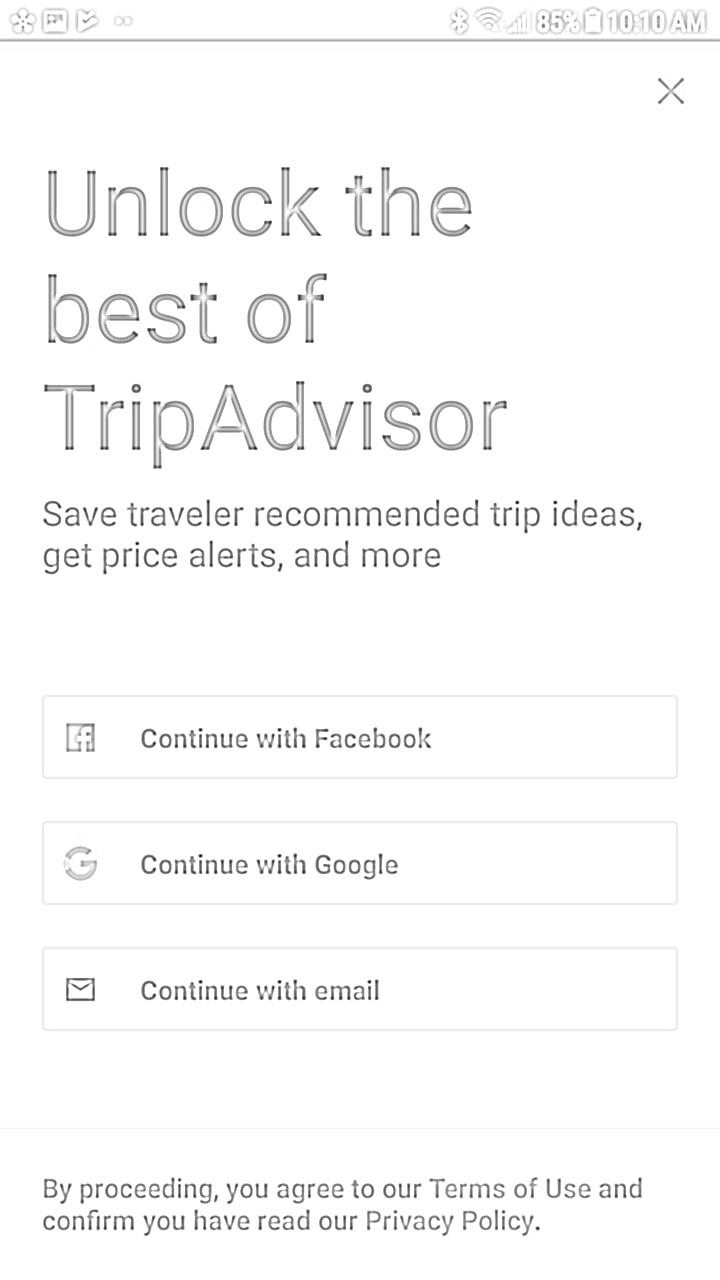 85% 10:10 AM
Unlock the
best of
TripAdvisor
Save traveler recommended trip ideas,
get price alerts, and more
Continue with Facebook
Continue with Google
Continue with email
By proceeding, you agree to our Terms of Use and
confirm you have read our Privacy Policy.